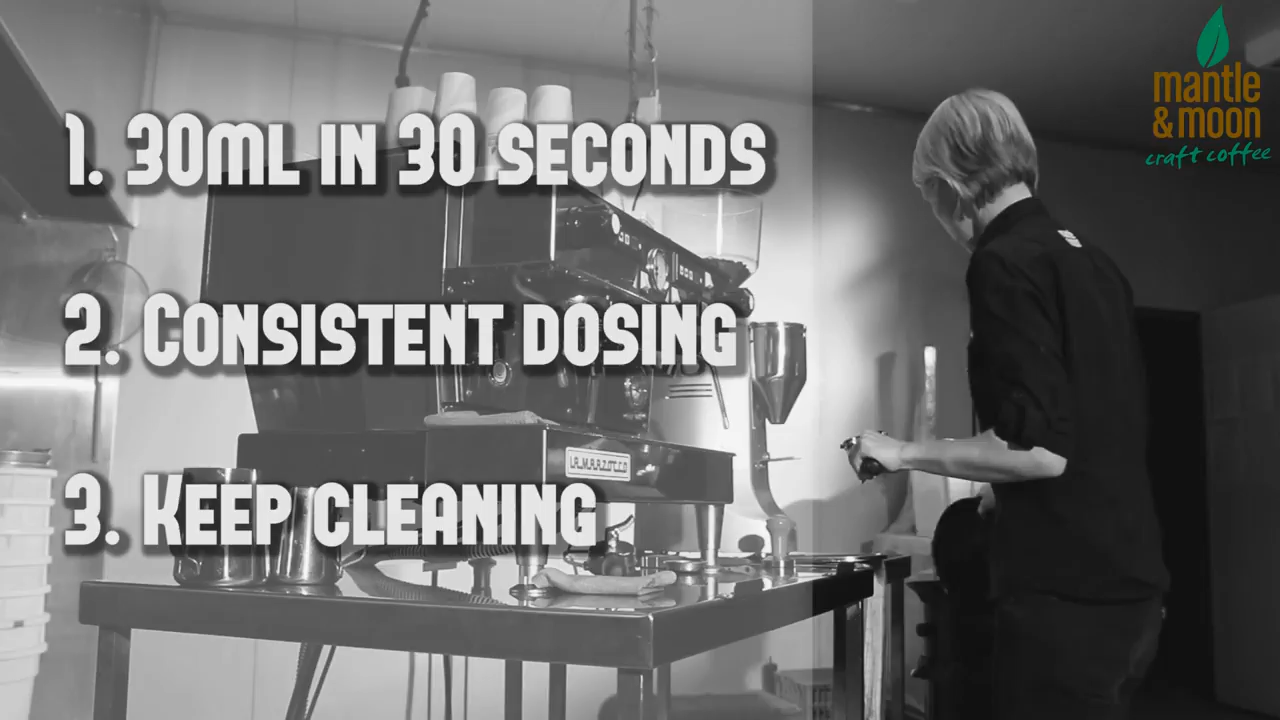 mantle
& moon
craft coffee
1. 30mL in 30 seconds
2. Consistent dosing
3. Keep cleaning
LA MARZOCCO